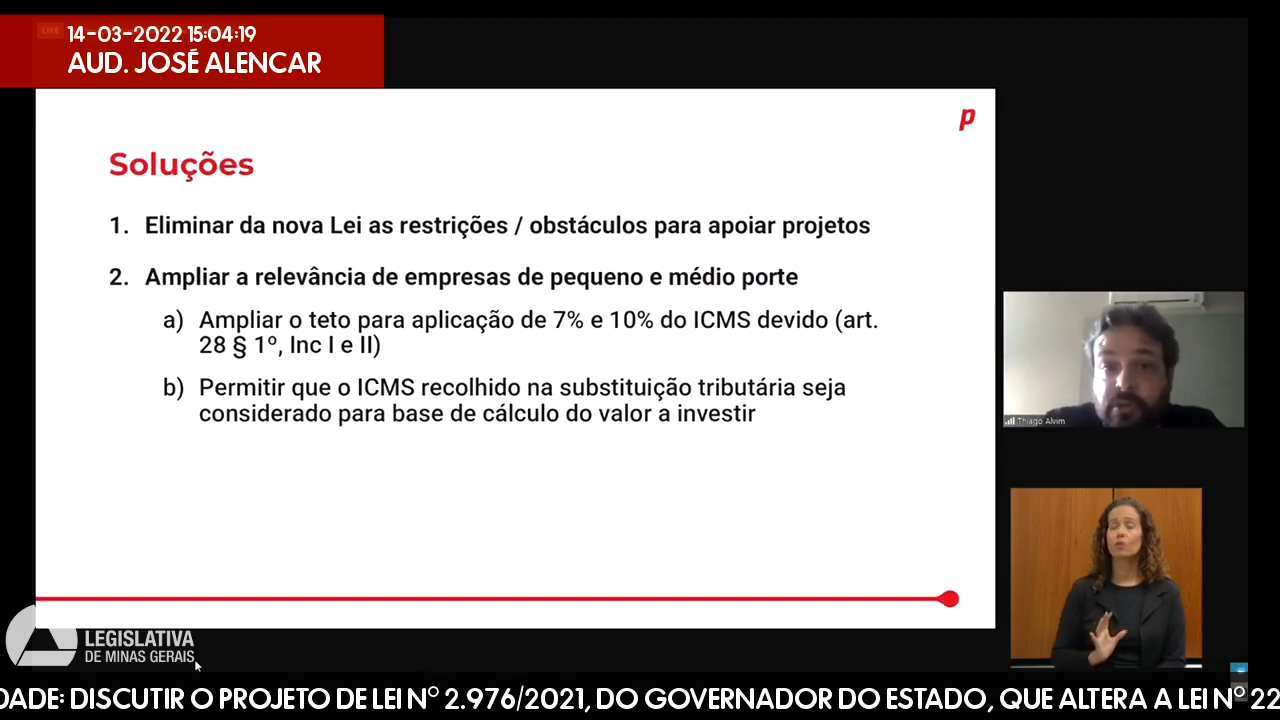 LIVE
14-03-2022 15:04:19
AUD. JOSÉ ALENCAR
p
Soluções
1. Eliminar da nova Lei as restrições / obstáculos para apoiar projetos
2. Ampliar a relevância de empresas de pequeno e médio porte
a) Ampliar o teto para aplicação de 7% e 10% do ICMS devido (art.
28 § 1º, Inc I e II)
b) Permitir que o ICMS recolhido na substituição tributária seja
considerado para base de cálculo do valor a investir
Thiago Alvim
LEGISLATIVA
DE MINAS GERAIS
DADE: DISCUTIR O PROJETO DE LEI Nº 2.976/2021, DO GOVERNADOR DO ESTADO, QUE ALTERA A LEI Nº 22